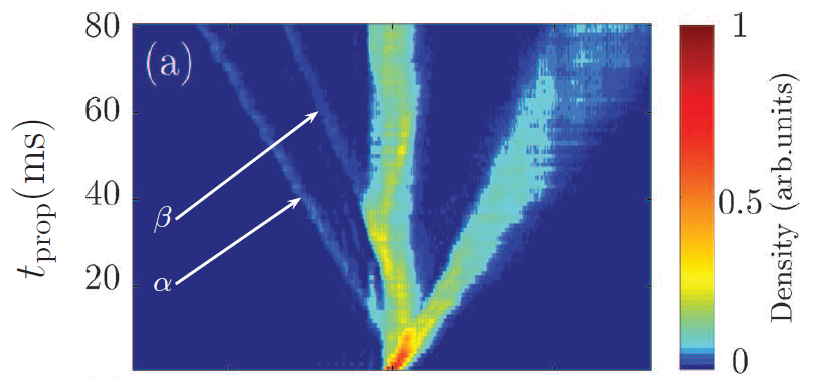 80
60
40
20
t_prop(ms)
(a)
β
α
1
0.5
0
Density (arb.units)